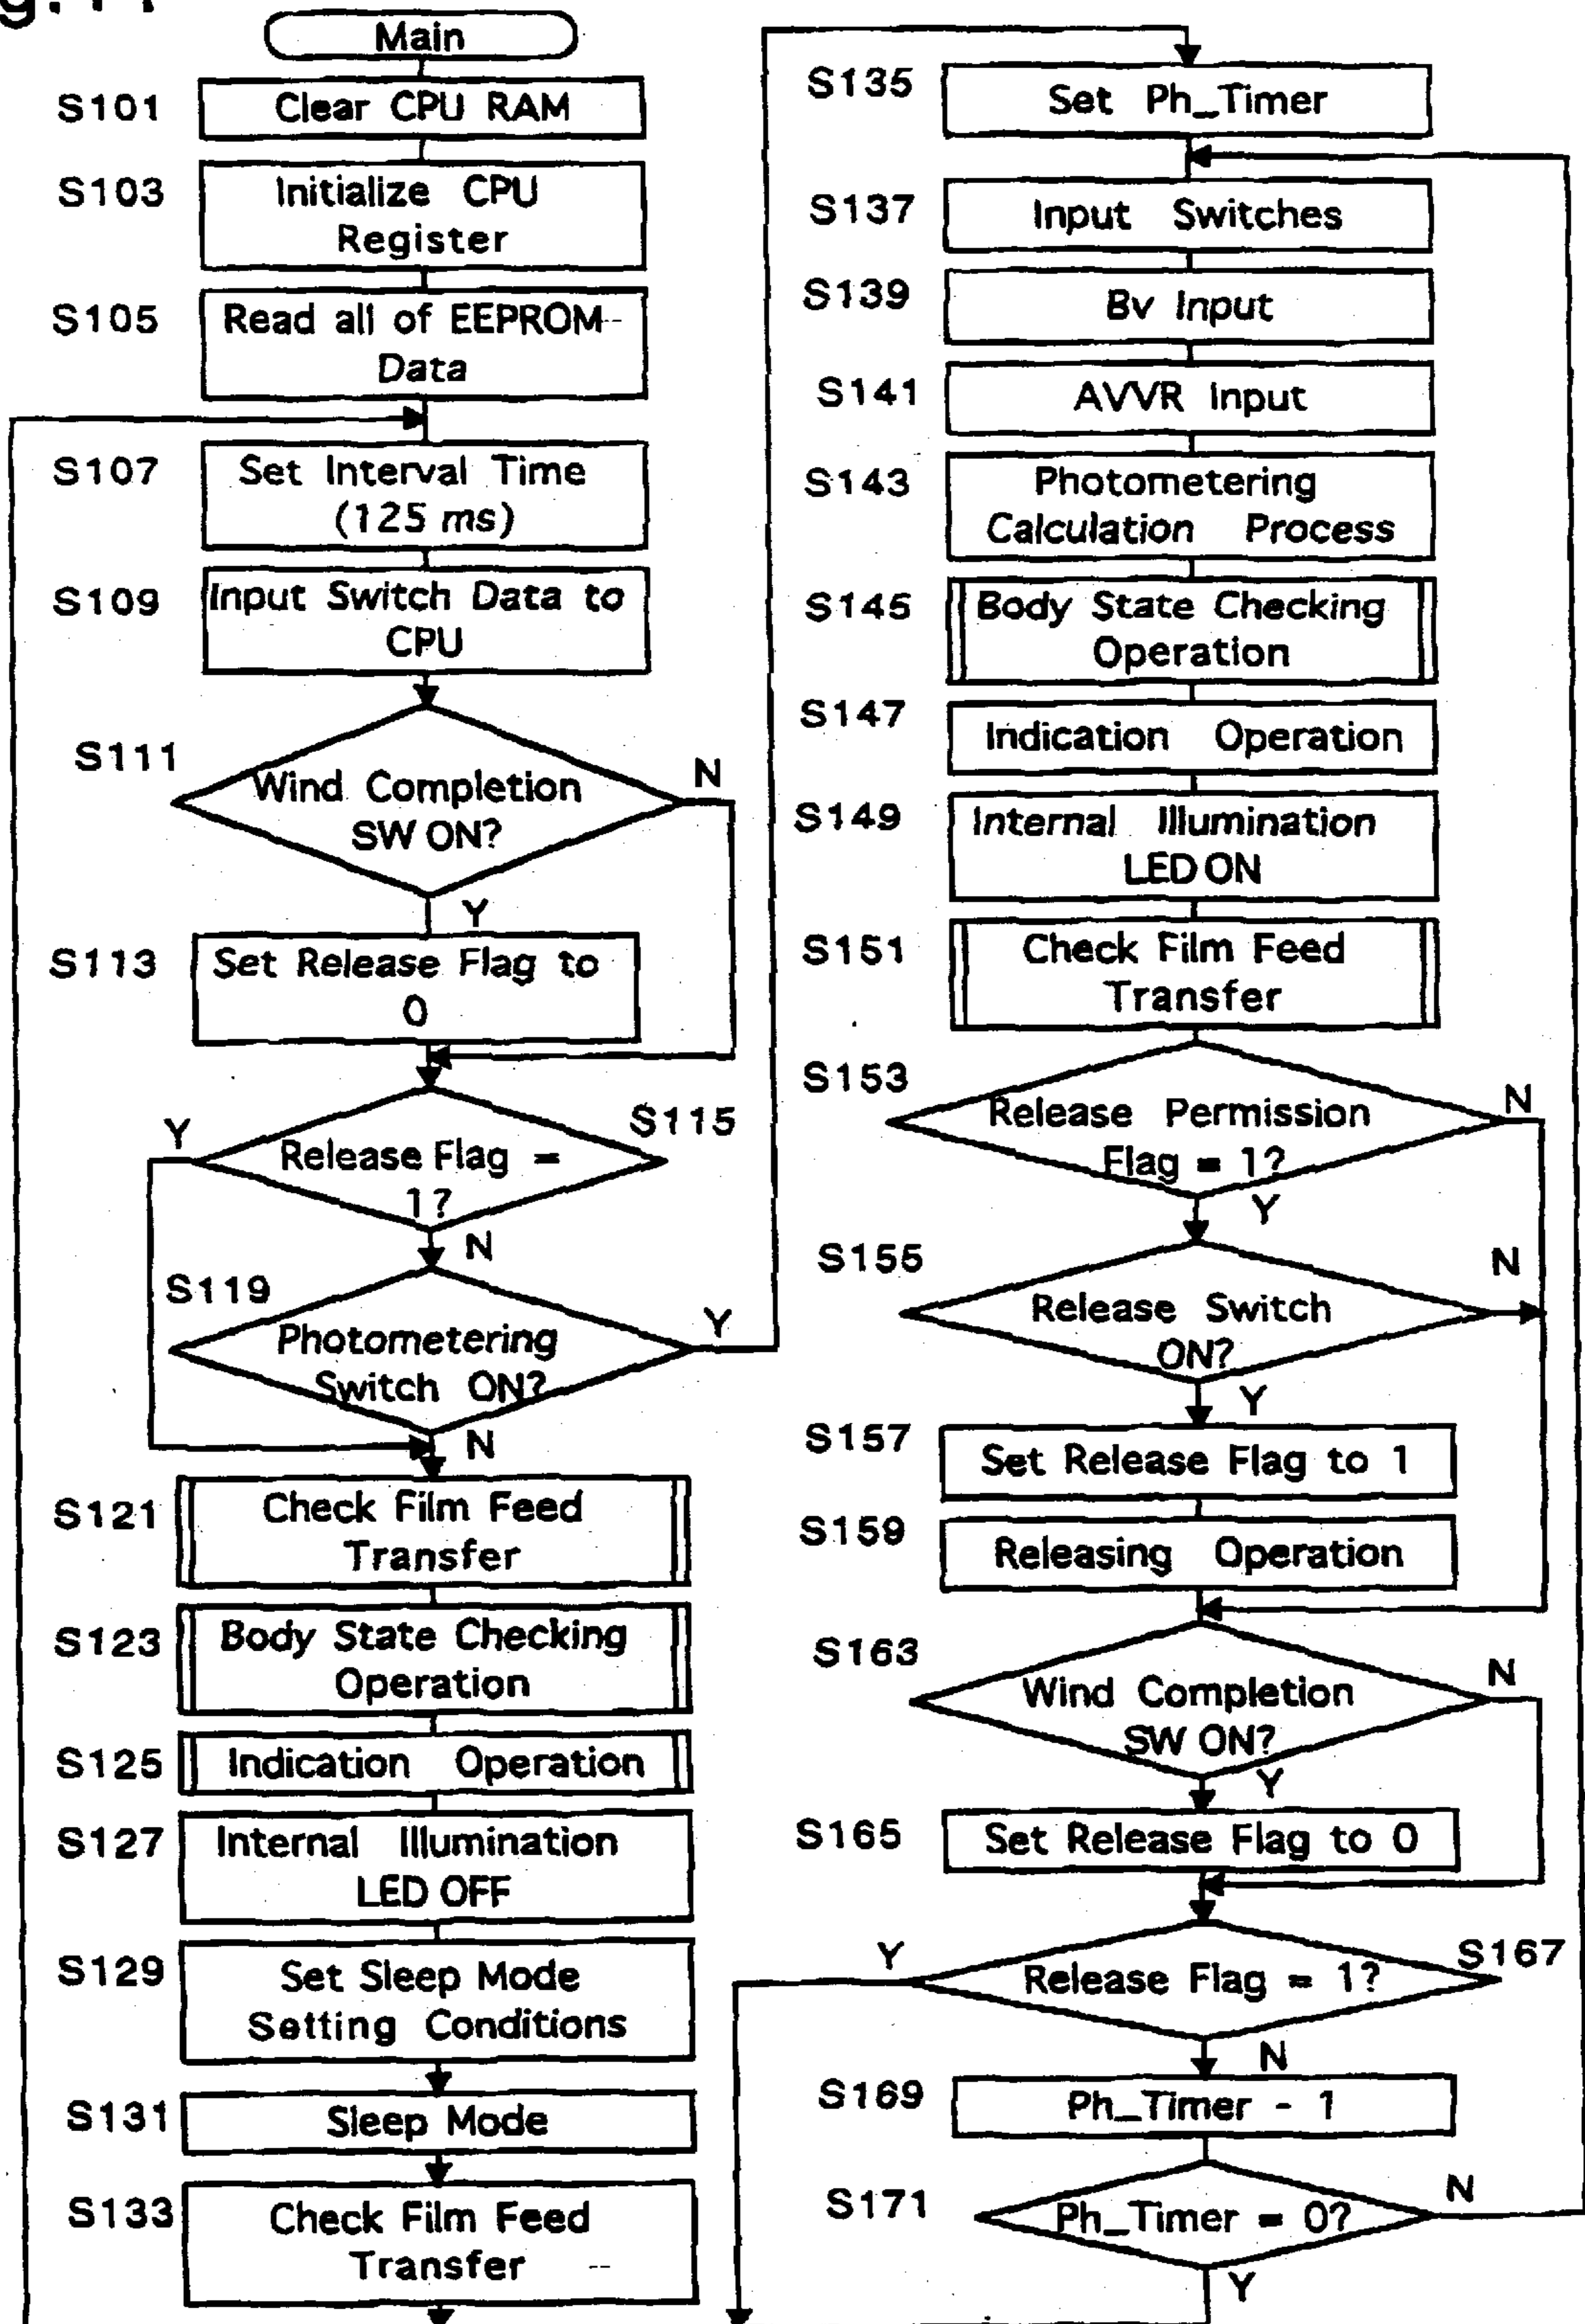 Main
S101
Clear CPU RAM
S103
Initialize CPU
Register
S105
Read all of EEPROM
Data
S107
Set Interval Time
(125 ms)
S109
Input Switch Data to
CPU
S111
Wind Completion
SW ON?
N
Y
S113
Set Release Flag to
0
S115
Y
Release Flag =
1?
N
S119
Photometering
Switch ON?
Y
N
S121
Check Film Feed
Transfer
S123
Body State Checking
Operation
S125
Indication Operation
S127
Internal Illumination
LED OFF
S129
Set Sleep Mode
Setting Conditions
S131
Sleep Mode
S133
Check Film Feed
Transfer
S135
Set Ph_Timer
S137
Input Switches
S139
Bv Input
S141
AVVR Input
S143
Photometering
Calculation Process
S145
Body State Checking
Operation
S147
Indication Operation
S149
Internal Illumination
LED ON
S151
Check Film Feed
Transfer
S153
Release Permission
Flag = 1?
N
Y
S155
Release Switch
ON?
N
Y
S157
Set Release Flag to 1
S159
Releasing Operation
S163
Wind Completion
SW ON?
N
Y
S165
Set Release Flag to 0
S167
Y
Release Flag = 1?
N
S169
Ph_Timer - 1
S171
Ph_Timer = 0?
N
Y